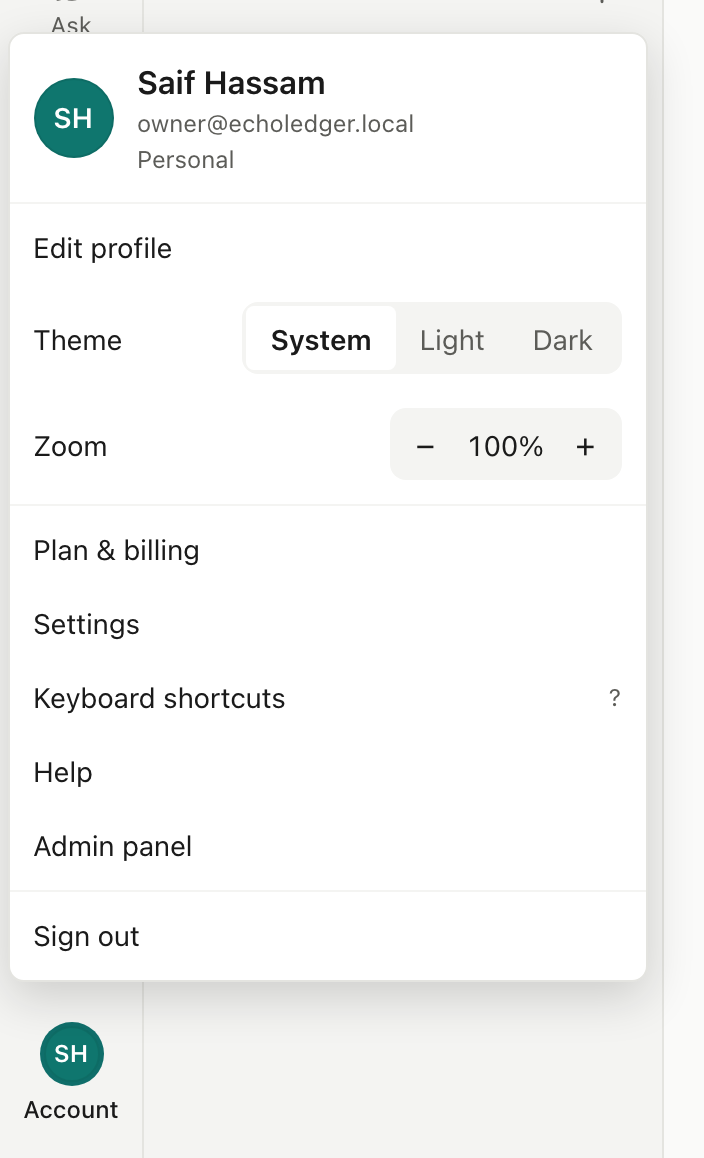 Ask
SH
Saif Hassam
owner@echoledger.local
Personal
Edit profile
Theme System Light Dark
Zoom − 100% +
Plan & billing
Settings
Keyboard shortcuts ?
Help
Admin panel
Sign out
SH
Account